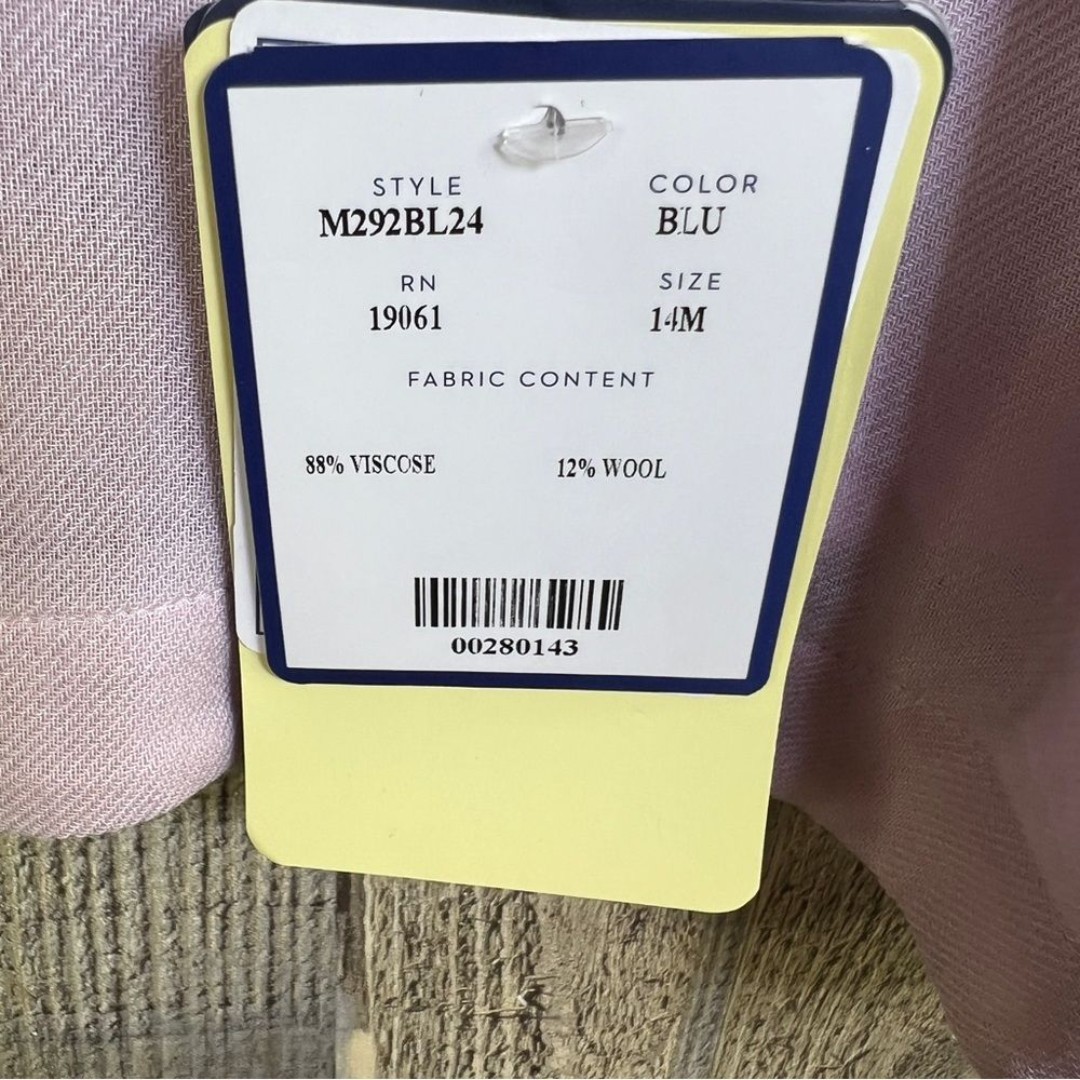 STYLE COLOR
M292BL24 BLU
RN SIZE
19061 14M
FABRIC CONTENT
88% VISCOSE 12% WOOL
00280143